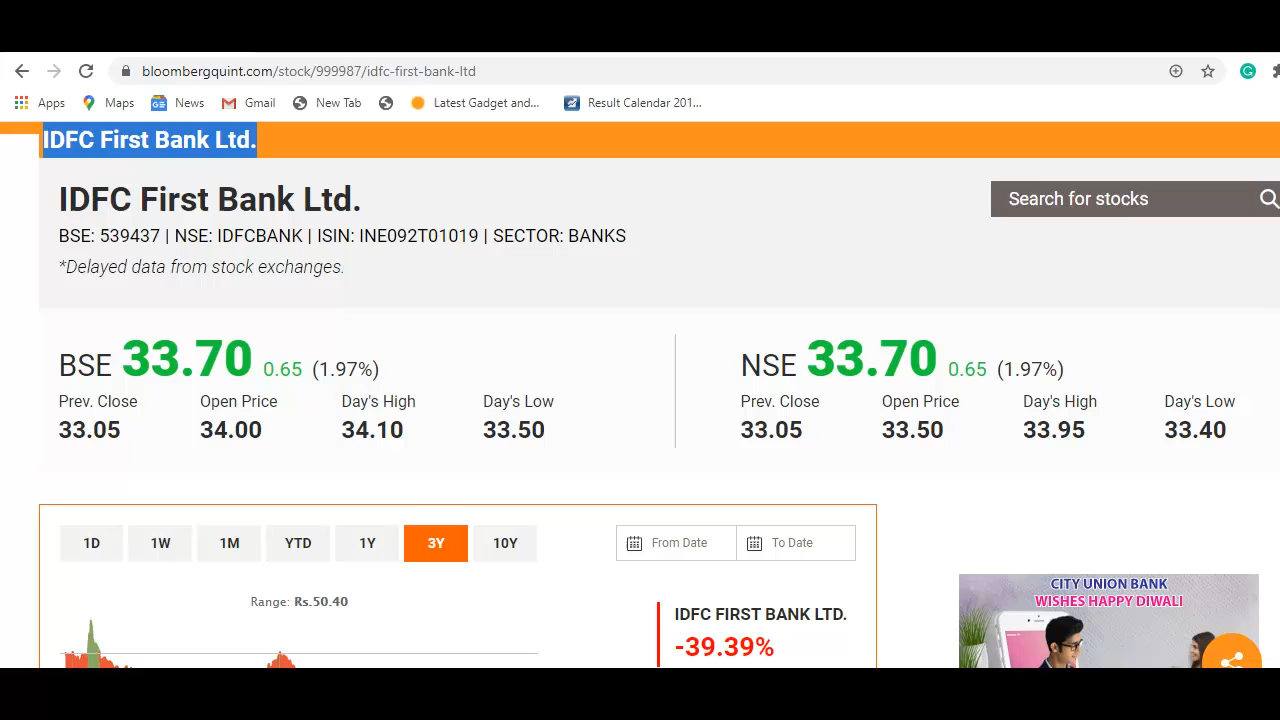 bloombergquint.com/stock/999987/idfc-first-bank-ltd
Apps Maps News Gmail New Tab Latest Gadget and... Result Calendar 201...
IDFC First Bank Ltd.
IDFC First Bank Ltd.
Search for stocks
BSE: 539437 | NSE: IDFCBANK | ISIN: INE092T01019 | SECTOR: BANKS
*Delayed data from stock exchanges.
BSE 33.70 0.65 (1.97%)
Prev. Close Open Price Day's High Day's Low
33.05 34.00 34.10 33.50
NSE 33.70 0.65 (1.97%)
Prev. Close Open Price Day's High Day's Low
33.05 33.50 33.95 33.40
1D 1W 1M YTD 1Y 3Y 10Y
From Date To Date
Range: Rs.50.40
IDFC FIRST BANK LTD.
-39.39%
CITY UNION BANK
WISHES HAPPY DIWALI